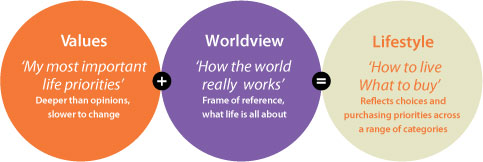 Values
‘My most important
life priorities’
Deeper than opinions,
slower to change
+
Worldview
‘How the world
really works’
Frame of reference,
what life is all about
=
Lifestyle
‘How to live
What to buy’
Reflects choices and
purchasing priorities across
a range of categories